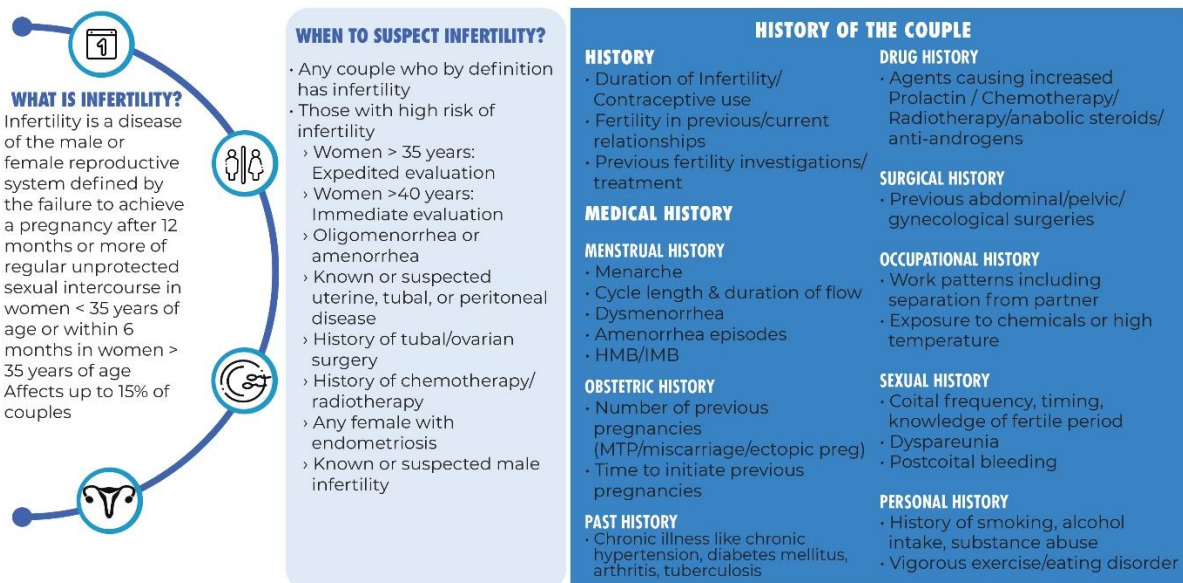 1
WHAT IS INFERTILITY?
Infertility is a disease
of the male or
female reproductive
system defined by
the failure to achieve
a pregnancy after 12
months or more of
regular unprotected
sexual intercourse in
women < 35 years of
age or within 6
months in women >
35 years of age
Affects up to 15% of
couples
WHEN TO SUSPECT INFERTILITY?
· Any couple who by definition
has infertility
· Those with high risk of
infertility
› Women > 35 years:
Expedited evaluation
› Women >40 years:
Immediate evaluation
› Oligomenorrhea or
amenorrhea
› Known or suspected
uterine, tubal, or peritoneal
disease
› History of tubal/ovarian
surgery
› History of chemotherapy/
radiotherapy
› Any female with
endometriosis
› Known or suspected male
infertility
HISTORY OF THE COUPLE
HISTORY
· Duration of Infertility/
Contraceptive use
· Fertility in previous/current
relationships
· Previous fertility investigations/
treatment
MEDICAL HISTORY
MENSTRUAL HISTORY
· Menarche
· Cycle length & duration of flow
· Dysmenorrhea
· Amenorrhea episodes
· HMB/IMB
OBSTETRIC HISTORY
· Number of previous
pregnancies
(MTP/miscarriage/ectopic preg)
· Time to initiate previous
pregnancies
PAST HISTORY
· Chronic illness like chronic
hypertension, diabetes mellitus,
arthritis, tuberculosis
DRUG HISTORY
· Agents causing increased
Prolactin / Chemotherapy/
Radiotherapy/anabolic steroids/
anti-androgens
SURGICAL HISTORY
· Previous abdominal/pelvic/
gynecological surgeries
OCCUPATIONAL HISTORY
· Work patterns including
separation from partner
· Exposure to chemicals or high
temperature
SEXUAL HISTORY
· Coital frequency, timing,
knowledge of fertile period
· Dyspareunia
· Postcoital bleeding
PERSONAL HISTORY
· History of smoking, alcohol
intake, substance abuse
· Vigorous exercise/eating disorder